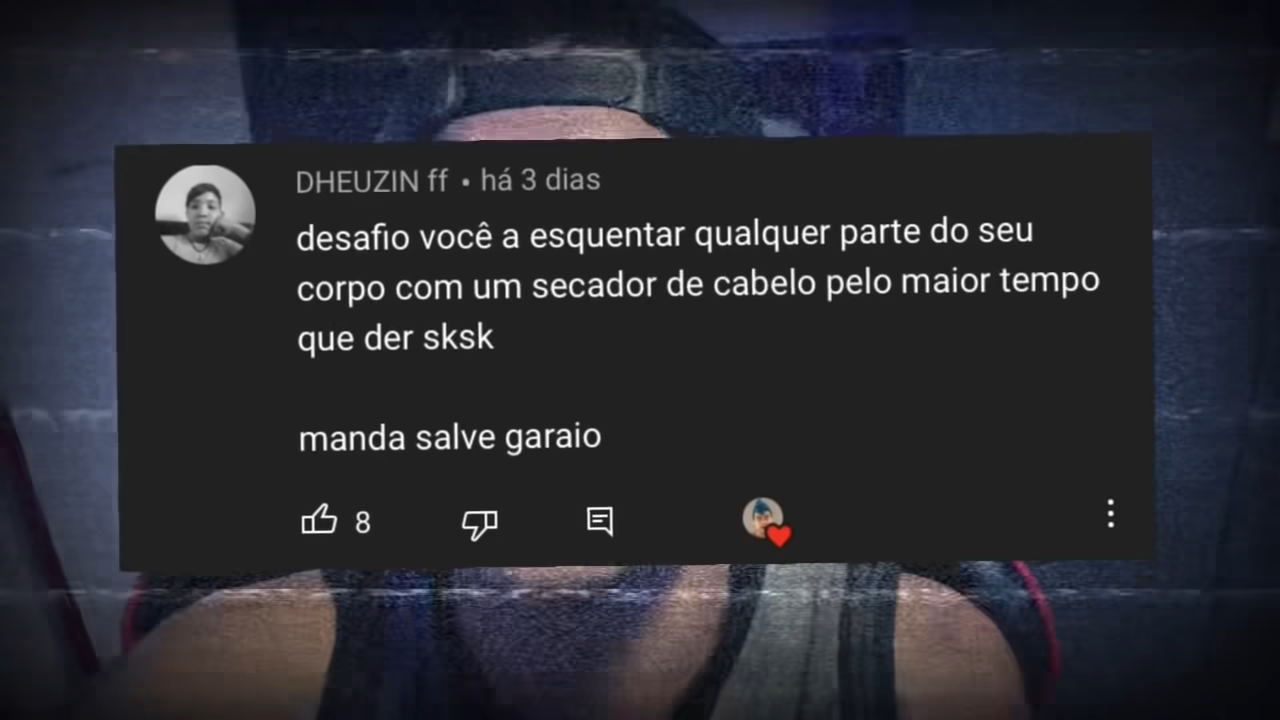 DHEUZIN ff • há 3 dias
desafio você a esquentar qualquer parte do seu
corpo com um secador de cabelo pelo maior tempo
que der sksk
manda salve garaio
8